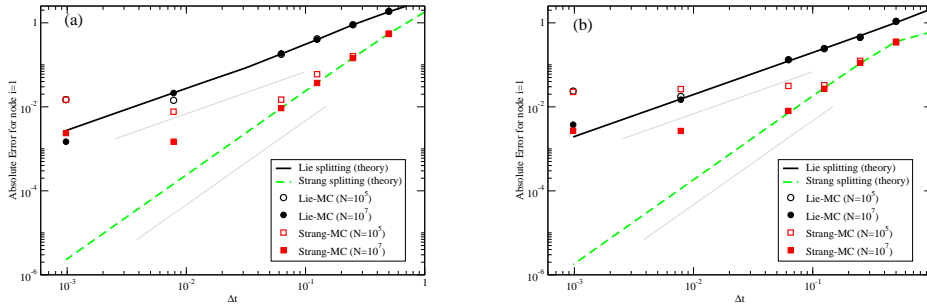 (a)
Absolute Error for node i=1
1
10^-2
10^-4
10^-6
Lie splitting (theory)
Strang splitting (theory)
Lie-MC (N=10^5)
Lie-MC (N=10^7)
Strang-MC (N=10^5)
Strang-MC (N=10^7)
10^-3
10^-2
10^-1
1
Δt
(b)
Absolute Error for node i=1
1
10^-2
10^-4
10^-6
Lie splitting (theory)
Strang splitting (theory)
Lie-MC (N=10^5)
Lie-MC (N=10^7)
Strang-MC (N=10^5)
Strang-MC (N=10^7)
10^-3
10^-2
10^-1
Δt